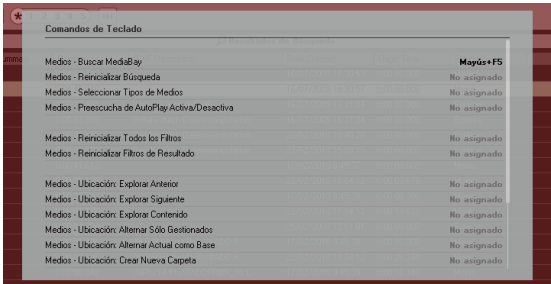 Comandos de Teclado
Medios - Buscar MediaBay Mayús+F5
Medios - Reinicializar Búsqueda No asignado
Medios - Seleccionar Tipos de Medios No asignado
Medios - Preescucha de AutoPlay Activa/Desactiva No asignado
Medios - Reinicializar Todos los Filtros No asignado
Medios - Reinicializar Filtros de Resultado No asignado
Medios - Ubicación: Explorar Anterior No asignado
Medios - Ubicación: Explorar Siguiente No asignado
Medios - Ubicación: Explorar Contenido No asignado
Medios - Ubicación: Alternar Sólo Gestionados No asignado
Medios - Ubicación: Alternar Actual como Base No asignado
Medios - Ubicación: Crear Nueva Carpeta No asignado